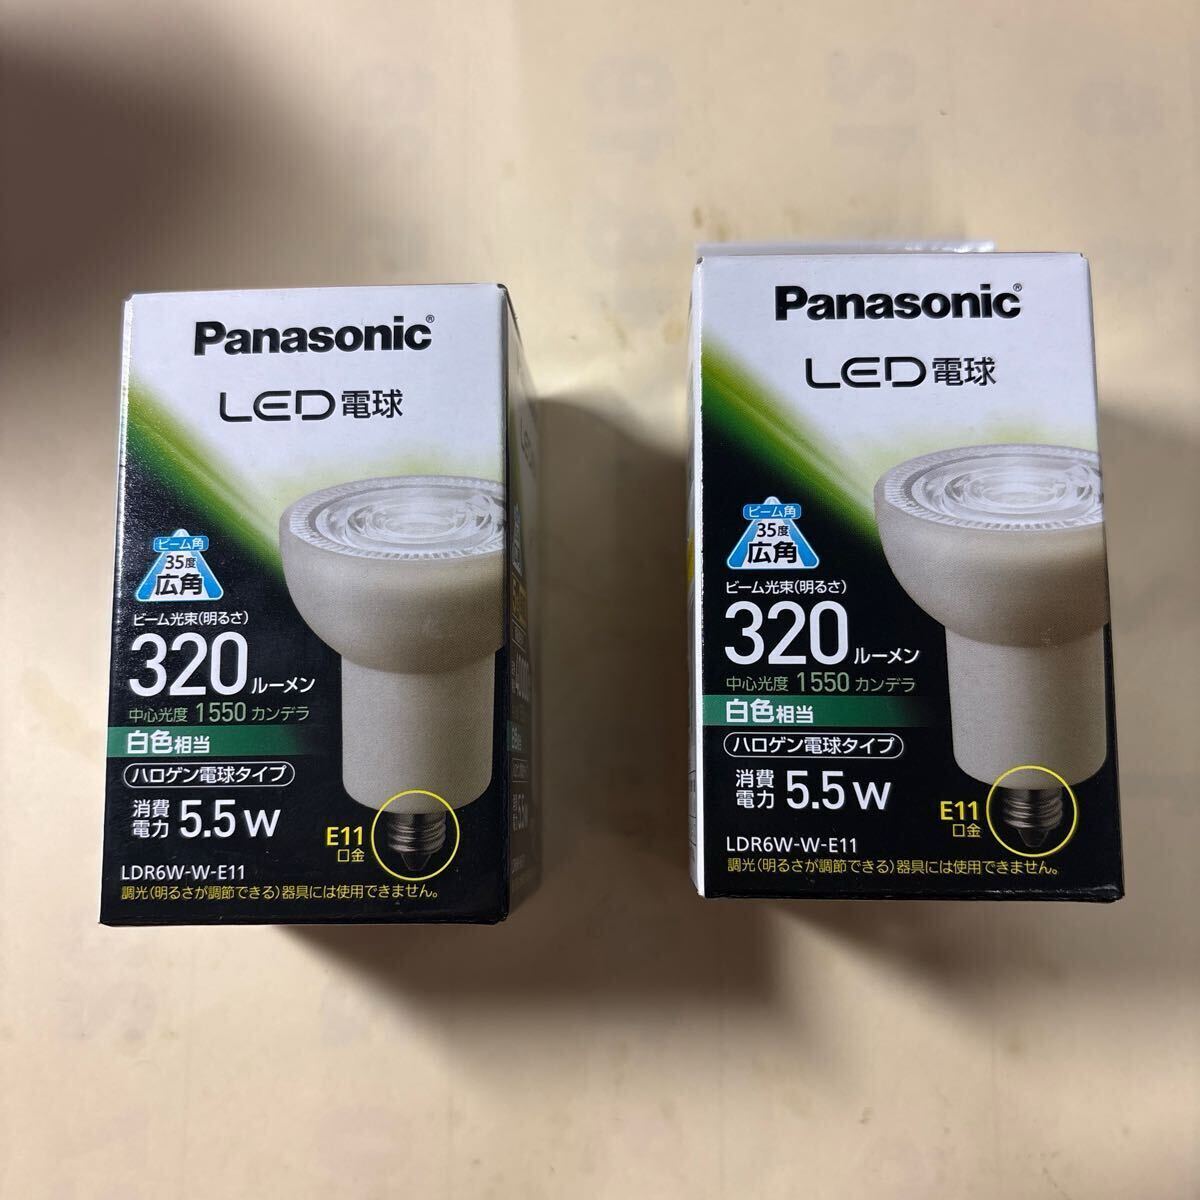 Panasonic®
LED電球
ビーム角
35度
広角
ビーム光束(明るさ)
320ルーメン
中心光度 1550 カンデラ
白色相当
ハロゲン電球タイプ
消費電力 5.5W
E11
口金
LDR6W-W-E11
調光(明るさが調節できる)器具には使用できません。
Panasonic®
LED電球
ビーム角
35度
広角
ビーム光束(明るさ)
320ルーメン
中心光度 1550 カンデラ
白色相当
ハロゲン電球タイプ
消費電力 5.5W
E11
口金
LDR6W-W-E11
調光(明るさが調節できる)器具には使用できません。